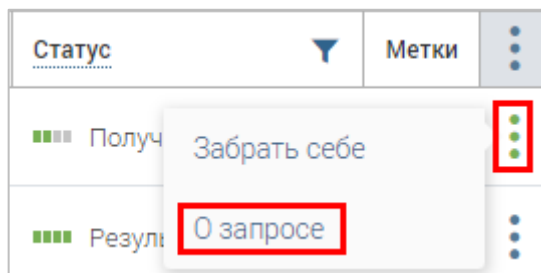 Статус Метки
Забрать себе
О запросе